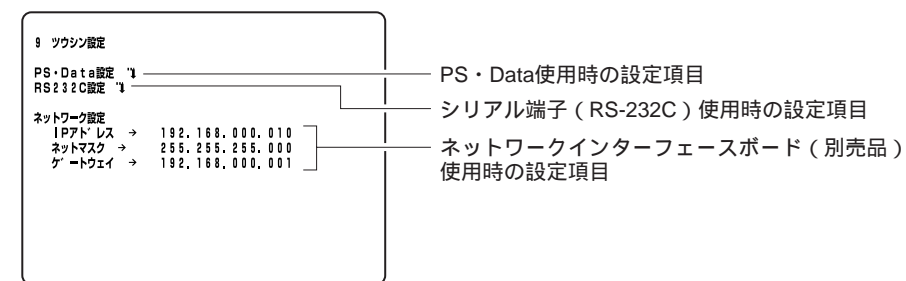 9 ツウシン設定
PS・Data設定 ⮧
RS232C設定 ⮧
ネットワーク設定
IPアドレス → 192.168.000.010
ネットマスク → 255.255.255.000
ゲートウェイ → 192.168.000.001
PS・Data使用時の設定項目
シリアル端子(RS-232C)使用時の設定項目
ネットワークインターフェースボード(別売品)
使用時の設定項目